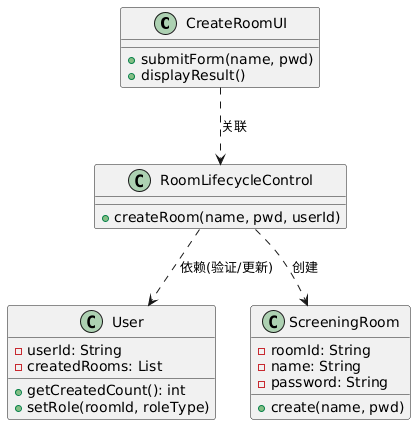 C CreateRoomUI
submitForm(name, pwd)
displayResult()
关联
C RoomLifecycleControl
createRoom(name, pwd, userId)
依赖(验证/更新)
创建
C User
userId: String
createdRooms: List
getCreatedCount(): int
setRole(roomId, roleType)
C ScreeningRoom
roomId: String
name: String
password: String
create(name, pwd)